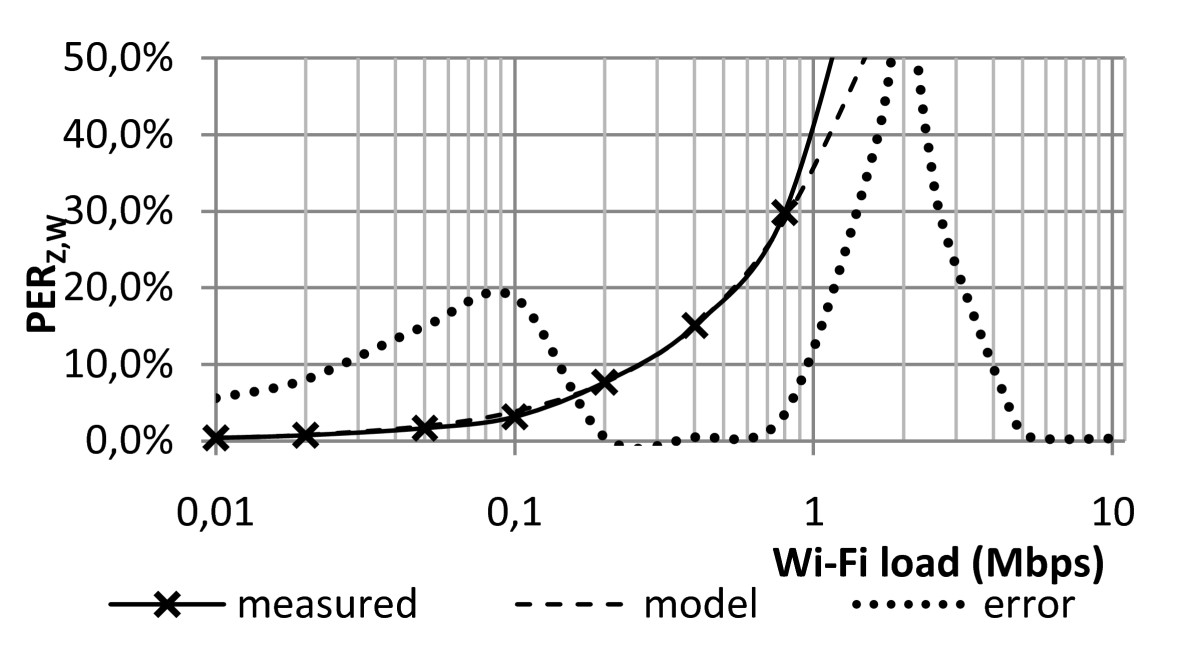 50,0%
40,0%
30,0%
20,0%
10,0%
0,0%
PERz,w
0,01 0,1 1 10
Wi-Fi load (Mbps)
measured model error